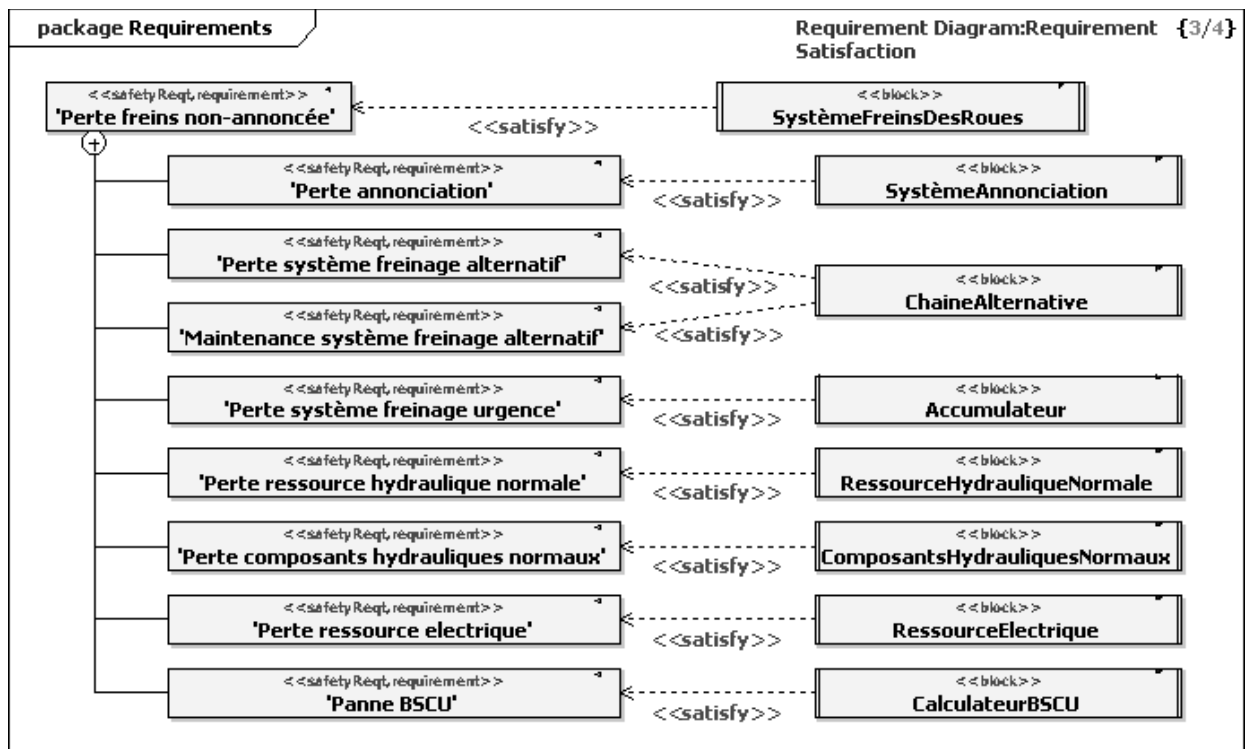 package Requirements
Requirement Diagram:Requirement {3/4}
Satisfaction
<<safetyReqt,requirement>>
'Perte freins non-annoncée'
<<satisfy>>
<<block>>
SystèmeFreinsDesRoues
+
<<safetyReqt,requirement>>
'Perte annonciation'
<<satisfy>>
<<block>>
SystèmeAnnonciation
<<safetyReqt,requirement>>
'Perte système freinage alternatif'
<<satisfy>>
<<block>>
ChaineAlternative
<<safetyReqt,requirement>>
'Maintenance système freinage alternatif'
<<satisfy>>
<<safetyReqt,requirement>>
'Perte système freinage urgence'
<<satisfy>>
<<block>>
Accumulateur
<<safetyReqt,requirement>>
'Perte ressource hydraulique normale'
<<satisfy>>
<<block>>
RessourceHydrauliqueNormale
<<safetyReqt,requirement>>
'Perte composants hydrauliques normaux'
<<satisfy>>
<<block>>
ComposantsHydrauliquesNormaux
<<safetyReqt,requirement>>
'Perte ressource electrique'
<<satisfy>>
<<block>>
RessourceElectrique
<<safetyReqt,requirement>>
'Panne BSCU'
<<satisfy>>
<<block>>
CalculateurBSCU